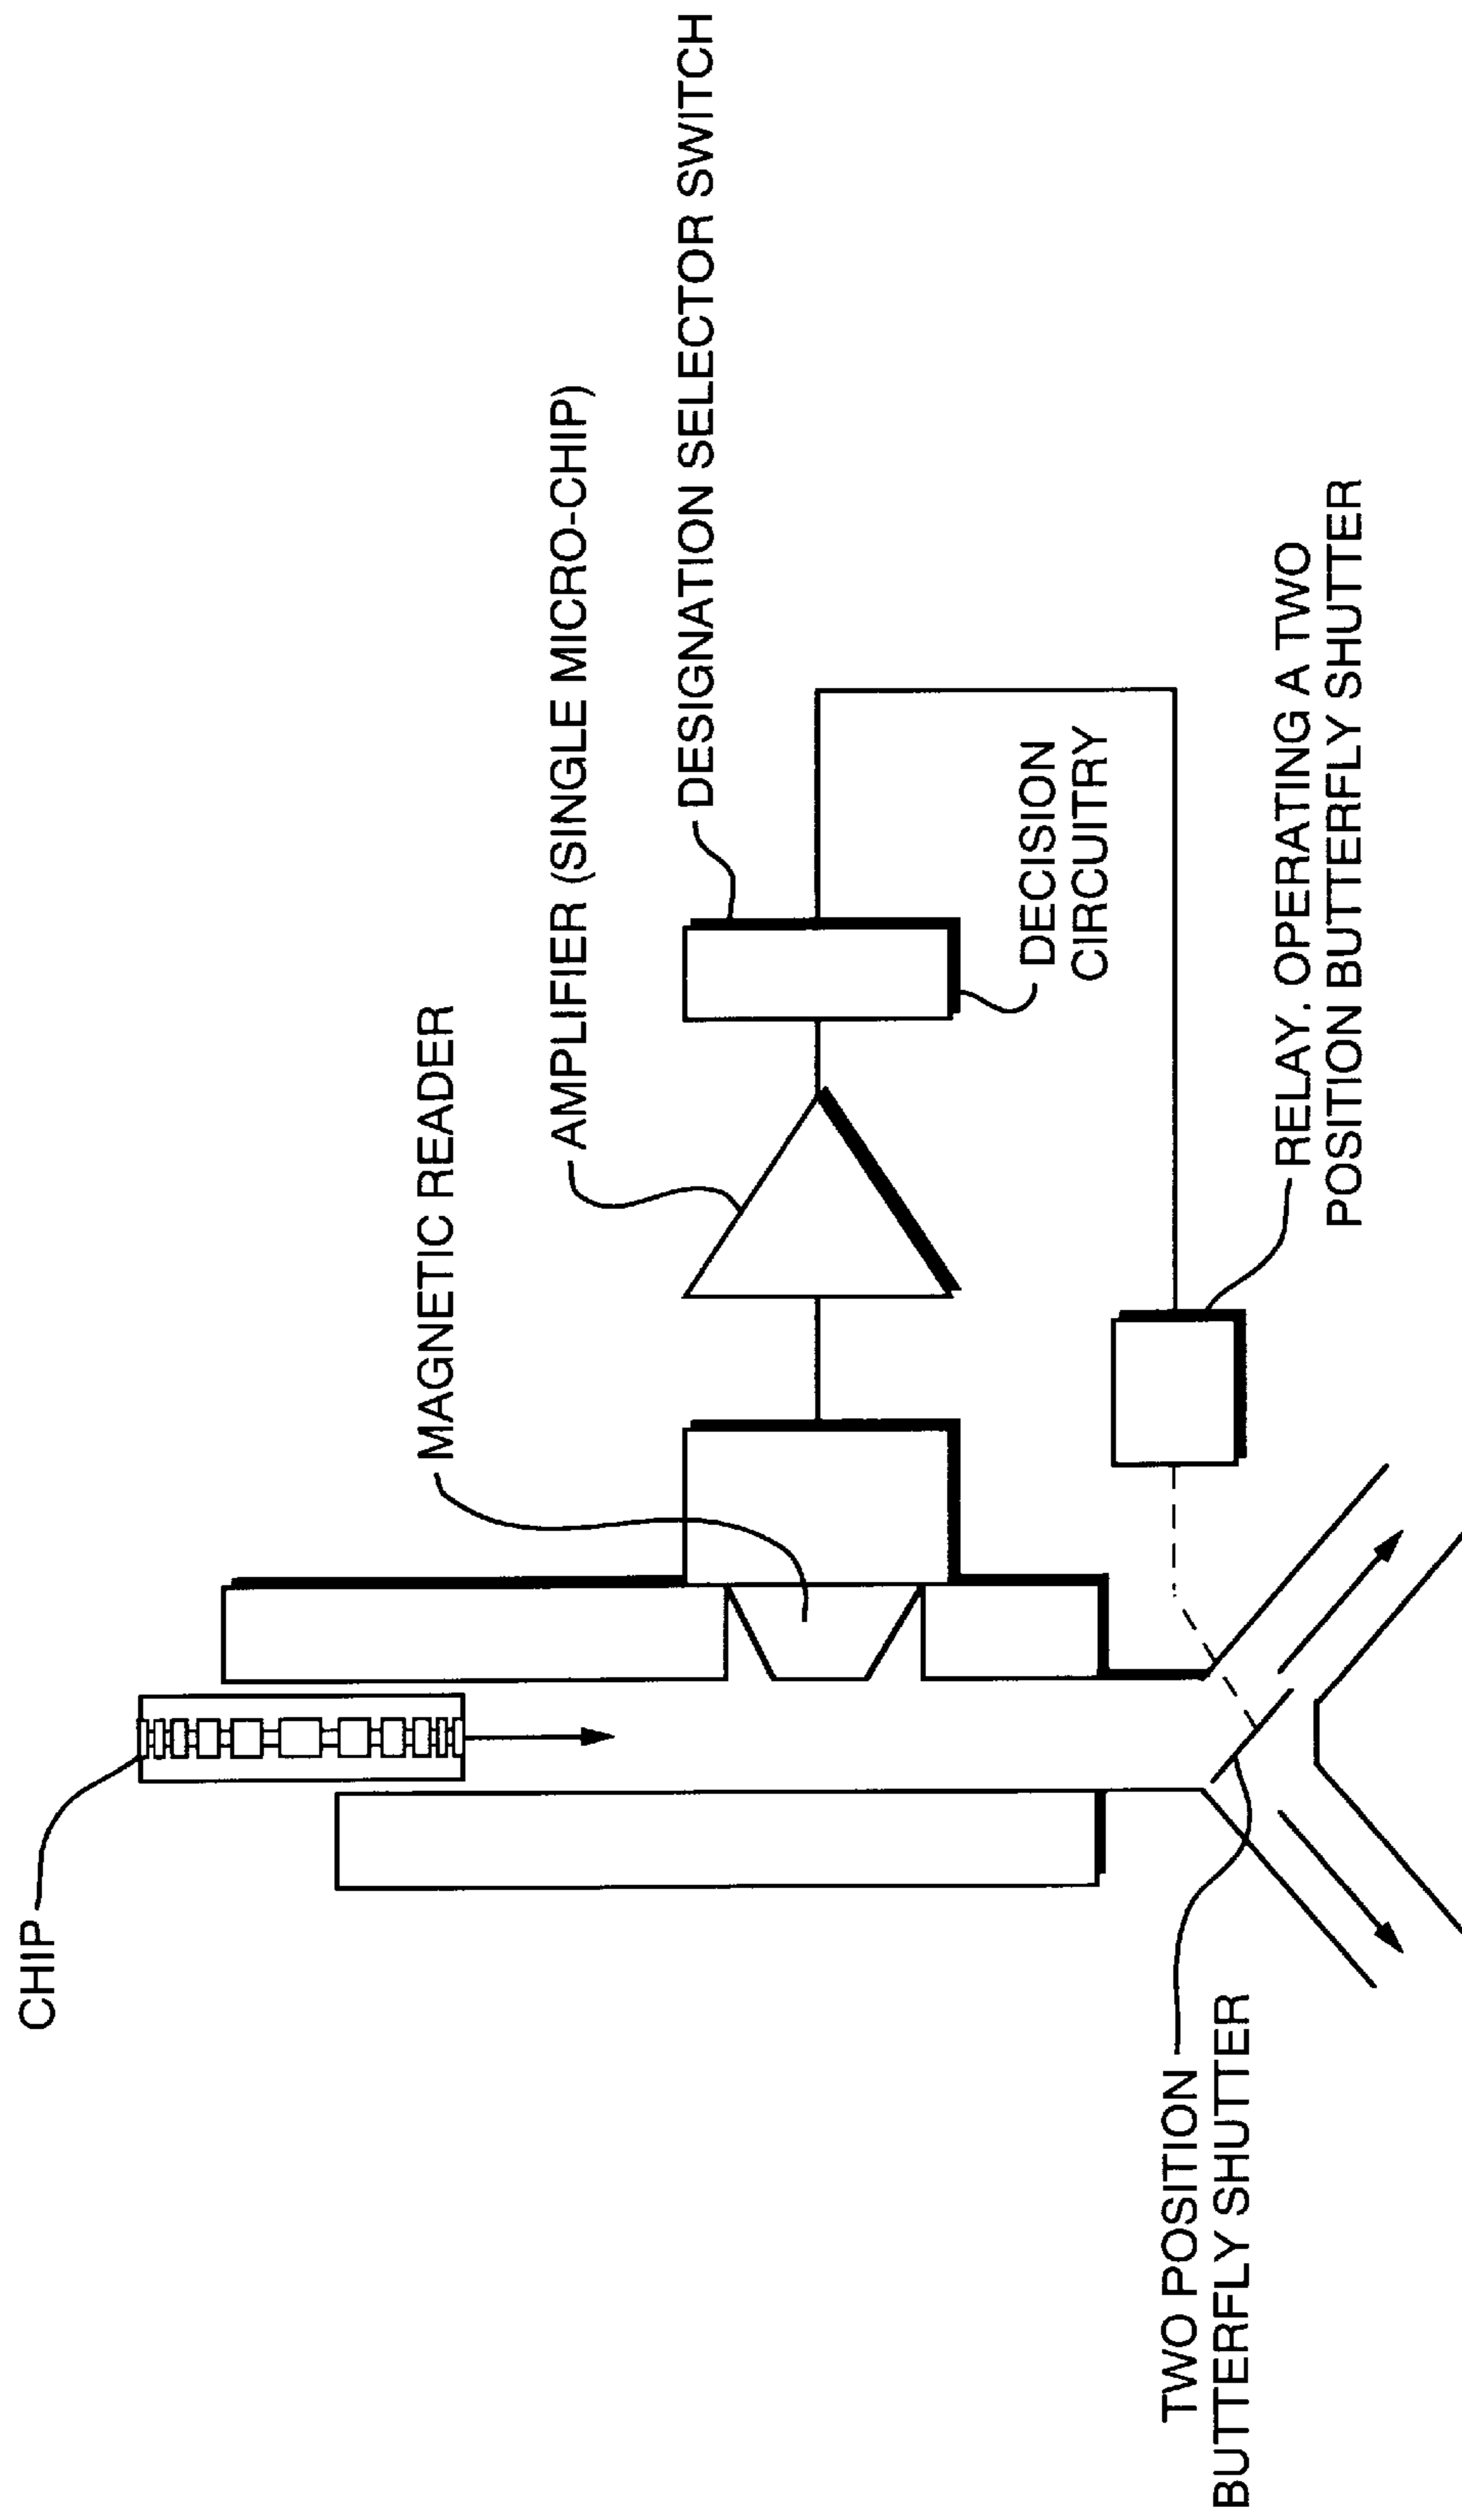 CHIP
MAGNETIC READER
AMPLIFIER (SINGLE MICRO-CHIP)
DESIGNATION SELECTOR SWITCH
DECISION
CIRCUITRY
TWO POSITION
BUTTERFLY SHUTTER
RELAY, OPERATING A TWO
POSITION BUTTERFLY SHUTTER